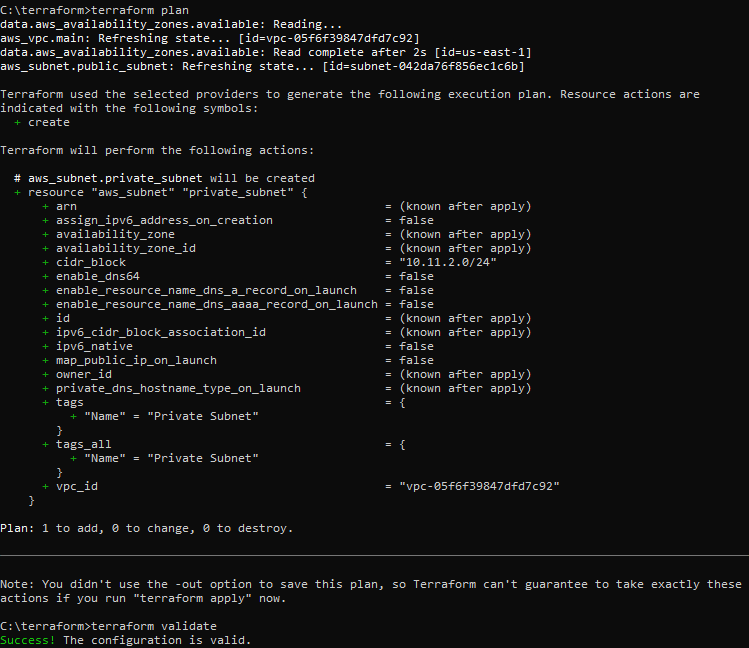 C:\terraform>terraform plan
data.aws_availability_zones.available: Reading...
aws_vpc.main: Refreshing state... [id=vpc-05f6f39847dfd7c92]
data.aws_availability_zones.available: Read complete after 2s [id=us-east-1]
aws_subnet.public_subnet: Refreshing state... [id=subnet-042da76f856ec1c6b]

Terraform used the selected providers to generate the following execution plan. Resource actions are
indicated with the following symbols:
  + create

Terraform will perform the following actions:

  # aws_subnet.private_subnet will be created
  + resource "aws_subnet" "private_subnet" {
      + arn                                            = (known after apply)
      + assign_ipv6_address_on_creation                = false
      + availability_zone                              = (known after apply)
      + availability_zone_id                           = (known after apply)
      + cidr_block                                     = "10.11.2.0/24"
      + enable_dns64                                   = false
      + enable_resource_name_dns_a_record_on_launch    = false
      + enable_resource_name_dns_aaaa_record_on_launch = false
      + id                                             = (known after apply)
      + ipv6_cidr_block_association_id                 = (known after apply)
      + ipv6_native                                    = false
      + map_public_ip_on_launch                        = false
      + owner_id                                       = (known after apply)
      + private_dns_hostname_type_on_launch            = (known after apply)
      + tags                                           = {
          + "Name" = "Private Subnet"
        }
      + tags_all                                       = {
          + "Name" = "Private Subnet"
        }
      + vpc_id                                         = "vpc-05f6f39847dfd7c92"
    }

Plan: 1 to add, 0 to change, 0 to destroy.

Note: You didn't use the -out option to save this plan, so Terraform can't guarantee to take exactly these
actions if you run "terraform apply" now.

C:\terraform>terraform validate
Success! The configuration is valid.